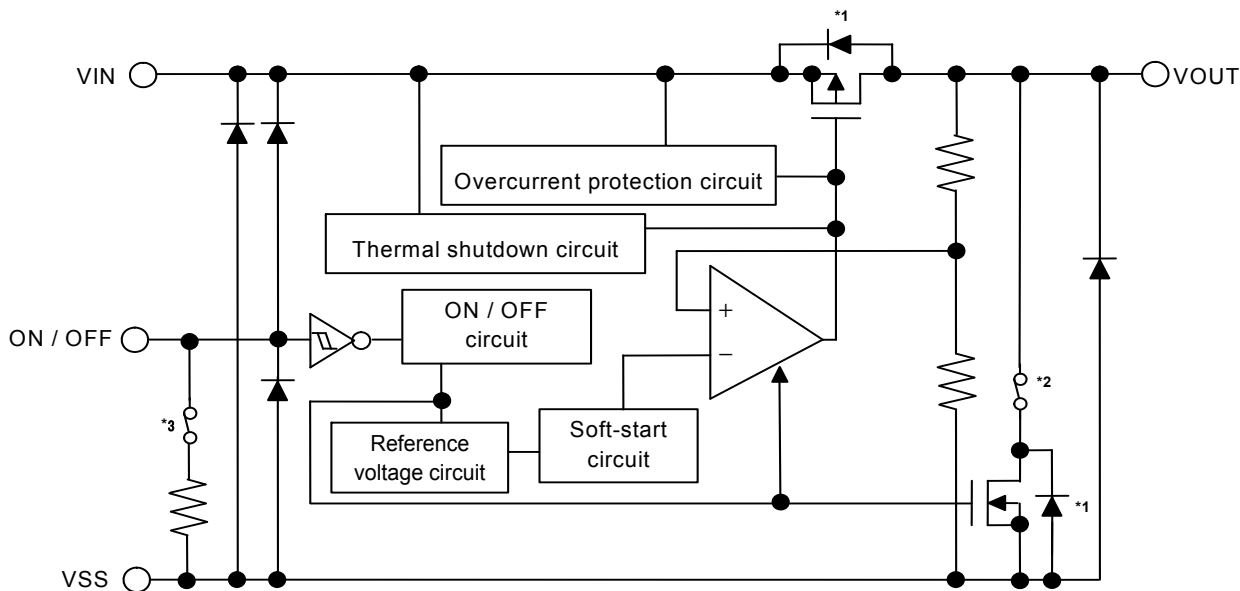 *1
VIN
VOUT
Overcurrent protection circuit
Thermal shutdown circuit
ON / OFF
ON / OFF
circuit
+
−
*2
*3
Reference
voltage circuit
Soft-start
circuit
*1
VSS